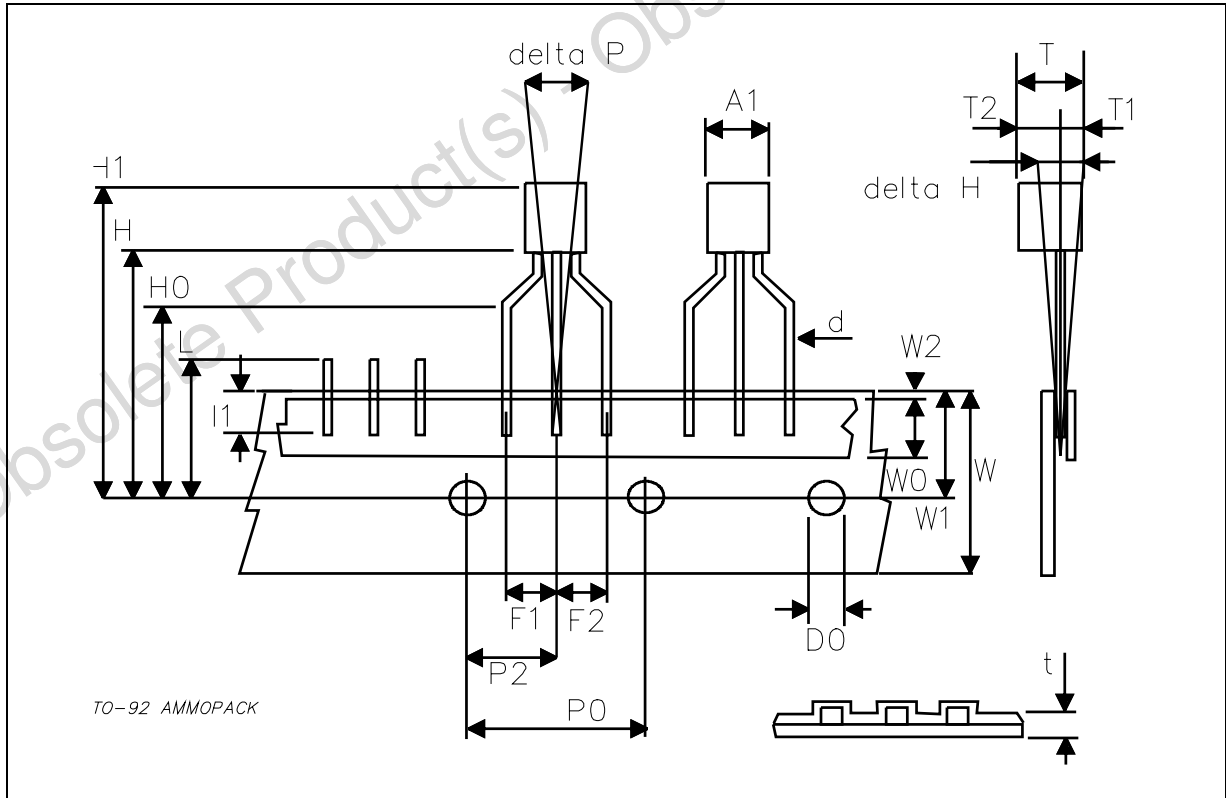 delta P
A1
T
T2
T1
H1
delta H
H
H0
L
d
W2
I1
W0
W
W1
F1
F2
D0
P2
P0
t
TO-92 AMMOPACK
Obsolete Product(s) - Obs